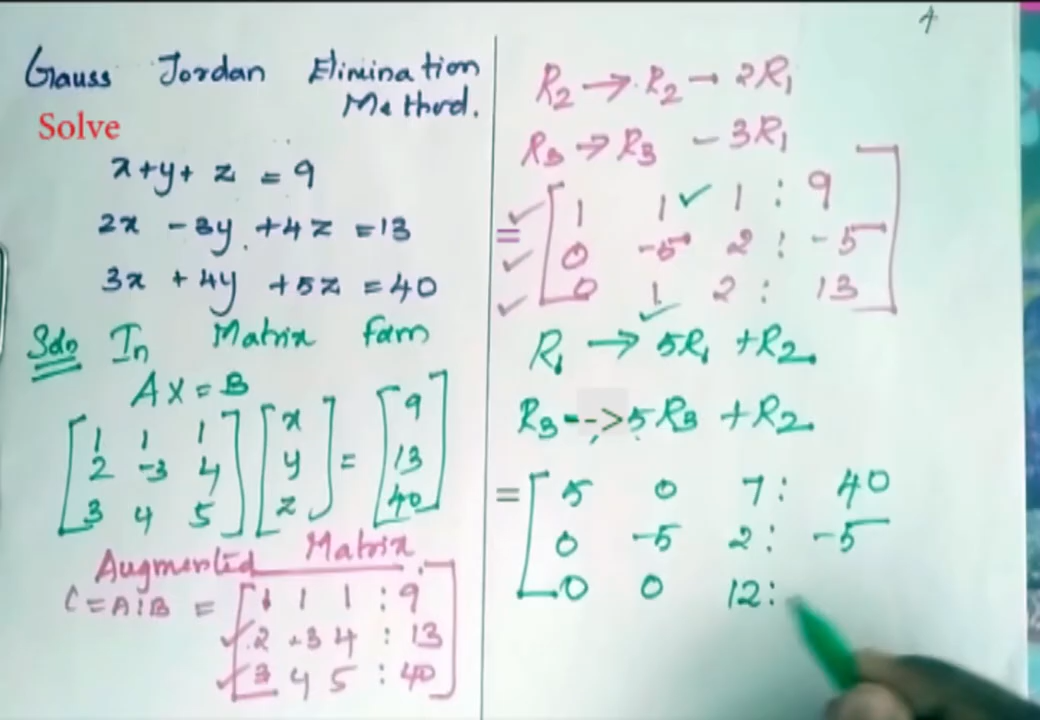 4
Gauss Jordan Elimination
Method.
Solve
x+y+ z = 9
2x -3y +4z =13
3x +4y +5z =40
Soln In Matrix Form
AX = B
[1 1 1] [x] = [9]
[2 -3 4] [y] = [13]
[3 4 5] [z] = [40]
Augmented Matrix
C=A:B = [1 1 1 : 9]
[2 -3 4 : 13]
[3 4 5 : 40]
R2 → R2 - 2R1
R3 → R3 - 3R1
= [1 1 1 : 9]
[0 -5 2 : -5]
[0 1 2 : 13]
R1 → 5R1 +R2
R3 --> 5R3 +R2
= [5 0 7 : 40
0 -5 2 : -5
0 0 12 :